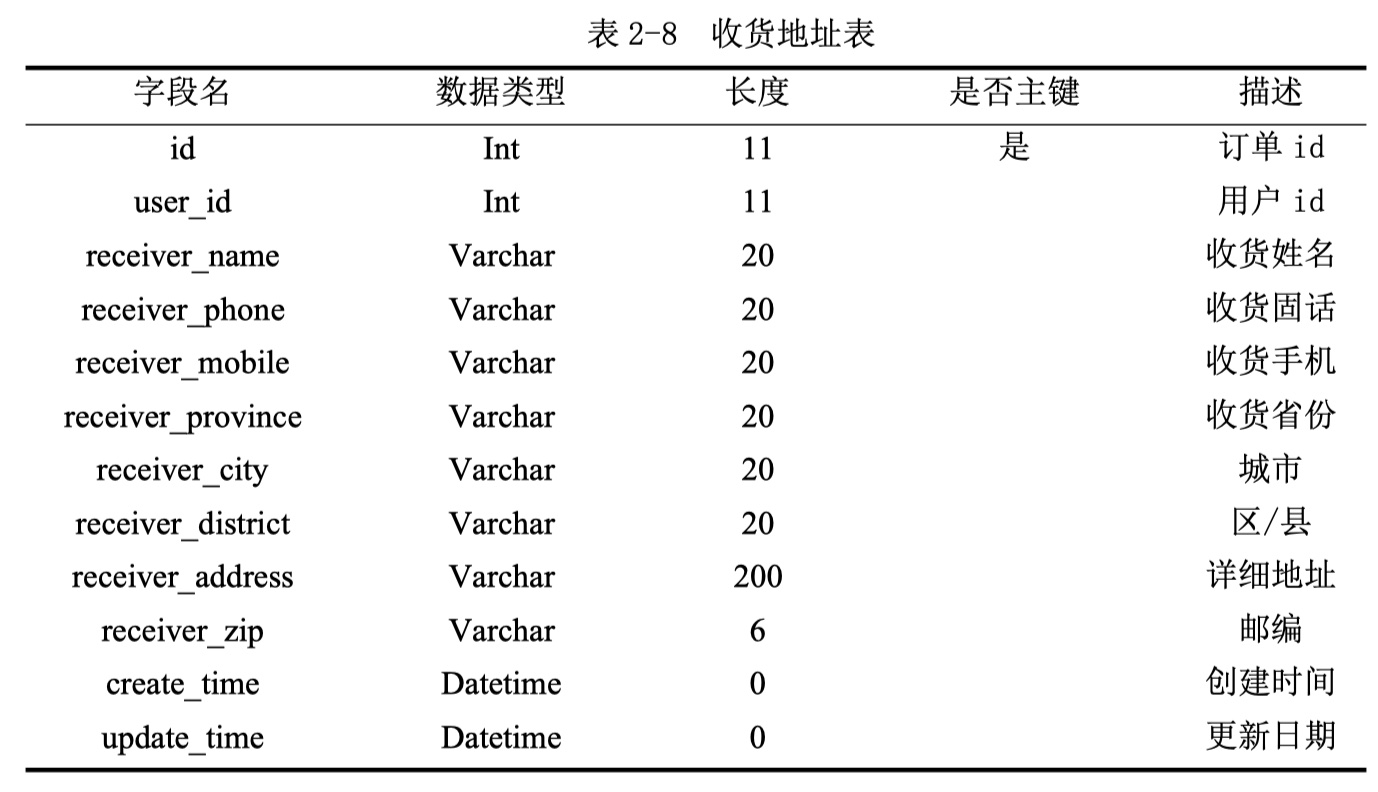 表 2-8 收货地址表
字段名 数据类型 长度 是否主键 描述
id Int 11 是 订单 id
user_id Int 11 用户 id
receiver_name Varchar 20 收货姓名
receiver_phone Varchar 20 收货固话
receiver_mobile Varchar 20 收货手机
receiver_province Varchar 20 收货省份
receiver_city Varchar 20 城市
receiver_district Varchar 20 区/县
receiver_address Varchar 200 详细地址
receiver_zip Varchar 6 邮编
create_time Datetime 0 创建时间
update_time Datetime 0 更新日期